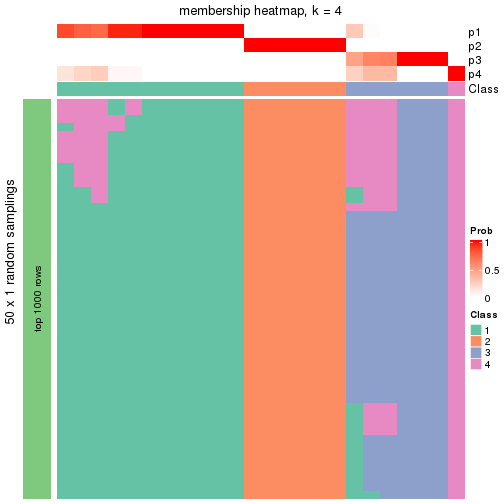 membership heatmap, k = 4
p1
p2
p3
p4
Class
50 x 1 random samplings
top 1000 rows
Prob
1
0.5
0
Class
1
2
3
4